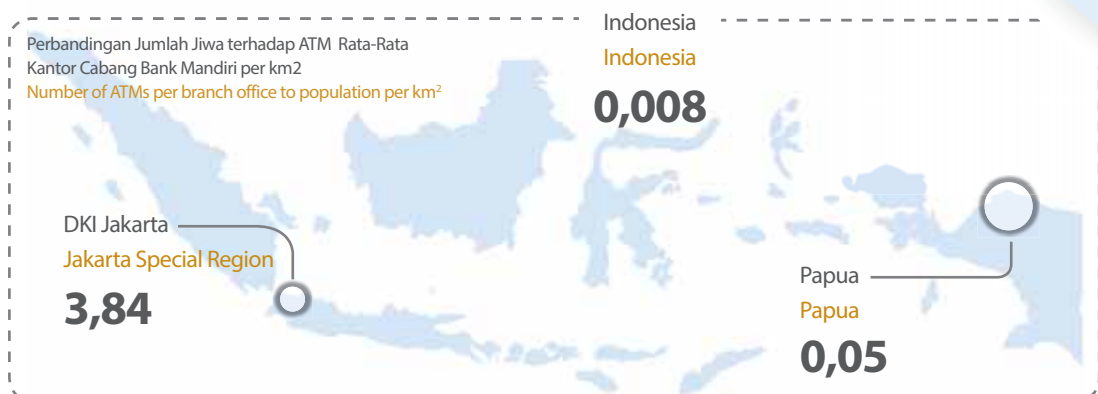 Perbandingan Jumlah Jiwa terhadap ATM Rata-Rata
Kantor Cabang Bank Mandiri per km2
Number of ATMs per branch office to population per km²
Indonesia
Indonesia
0,008
DKI Jakarta
Jakarta Special Region
3,84
Papua
Papua
0,05